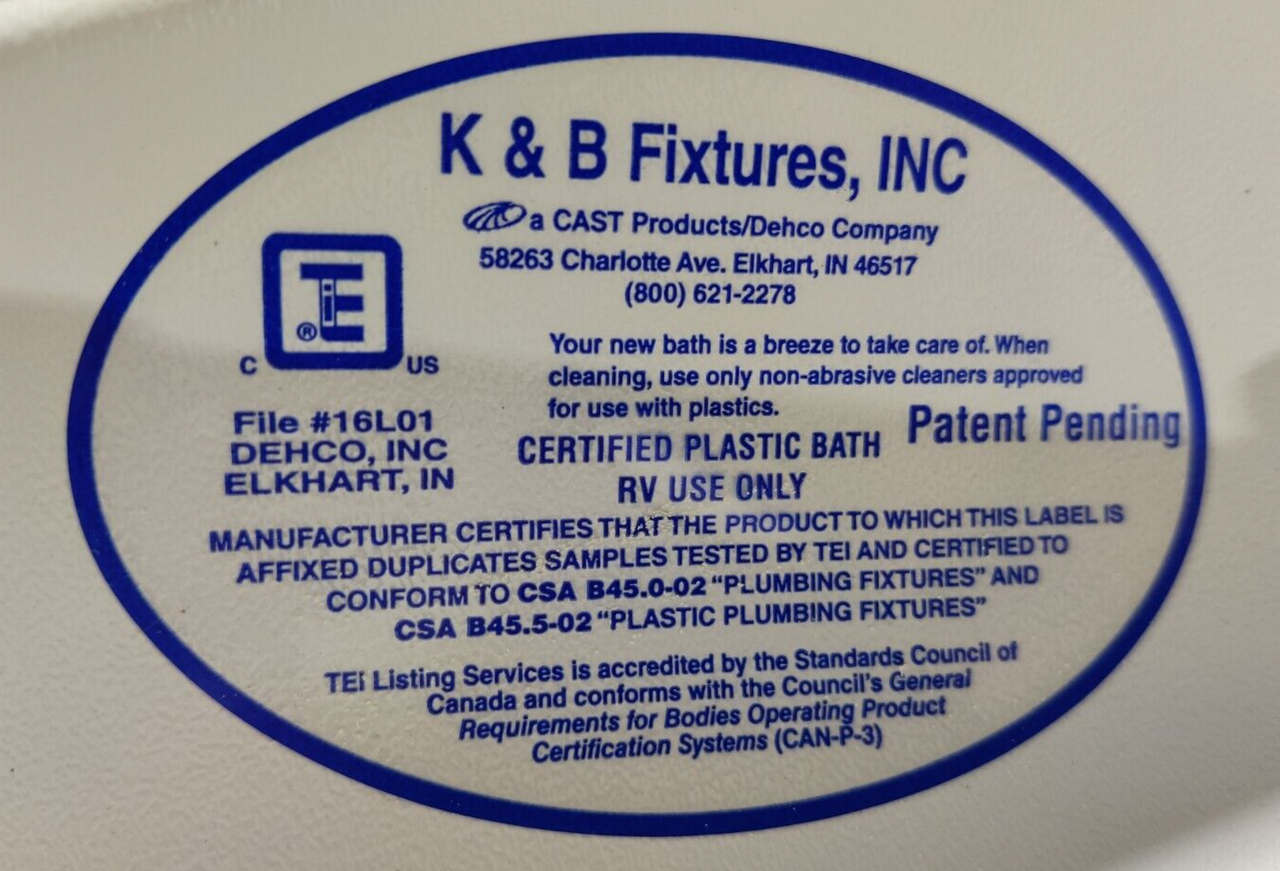 K & B Fixtures, INC
a CAST Products/Dehco Company
58263 Charlotte Ave. Elkhart, IN 46517
(800) 621-2278
TEi
®
C US
File #16L01
DEHCO, INC
ELKHART, IN
Your new bath is a breeze to take care of. When
cleaning, use only non-abrasive cleaners approved
for use with plastics.
Patent Pending
CERTIFIED PLASTIC BATH
RV USE ONLY
MANUFACTURER CERTIFIES THAT THE PRODUCT TO WHICH THIS LABEL IS
AFFIXED DUPLICATES SAMPLES TESTED BY TEI AND CERTIFIED TO
CONFORM TO CSA B45.0-02 “PLUMBING FIXTURES” AND
CSA B45.5-02 “PLASTIC PLUMBING FIXTURES”
TEI Listing Services is accredited by the Standards Council of
Canada and conforms with the Council's General
Requirements for Bodies Operating Product
Certification Systems (CAN-P-3)